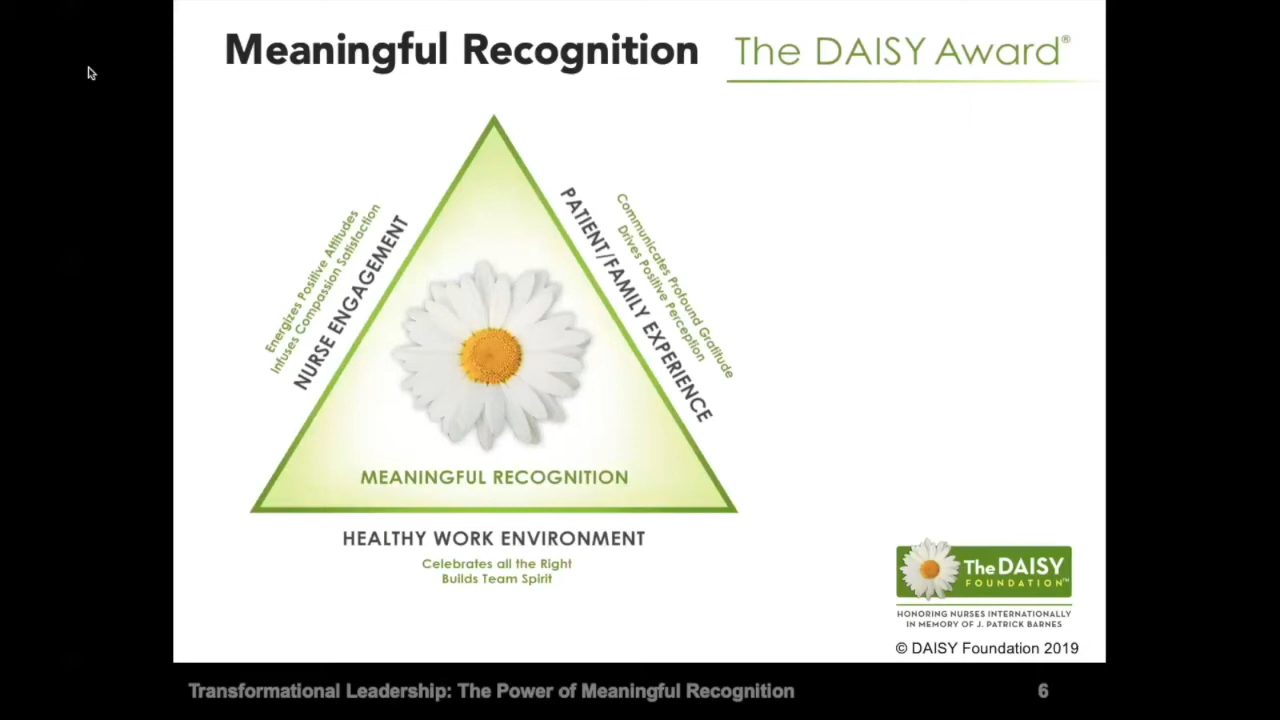 Meaningful Recognition
The DAISY Award®
Energizes Positive Attitudes
Infuses Compassion Satisfaction
NURSE ENGAGEMENT
PATIENT/FAMILY EXPERIENCE
Communicates Profound Gratitude
Drives Positive Perception
MEANINGFUL RECOGNITION
HEALTHY WORK ENVIRONMENT
Celebrates all the Right
Builds Team Spirit
The DAISY
FOUNDATION™
HONORING NURSES INTERNATIONALLY
IN MEMORY OF J. PATRICK BARNES
© DAISY Foundation 2019
Transformational Leadership: The Power of Meaningful Recognition
6